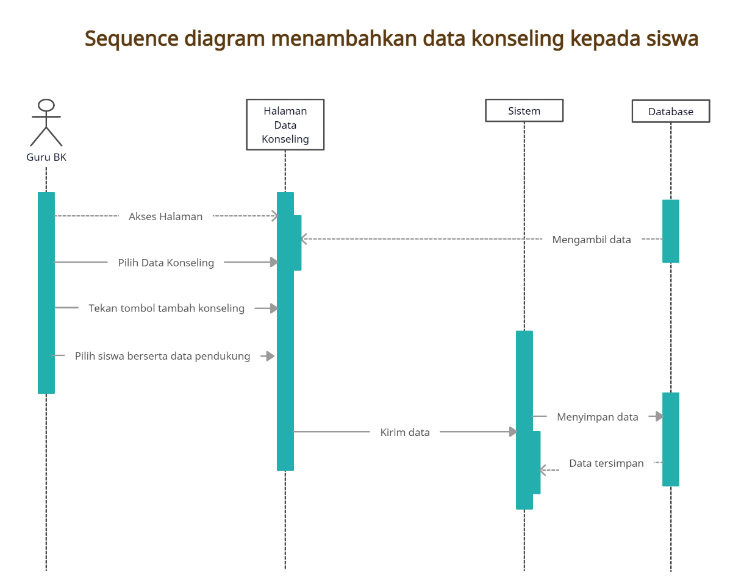 Sequence diagram menambahkan data konseling kepada siswa
Guru BK
Halaman
Data
Konseling
Sistem
Database
Akses Halaman
Mengambil data
Pilih Data Konseling
Tekan tombol tambah konseling
Pilih siswa berserta data pendukung
Menyimpan data
Kirim data
Data tersimpan